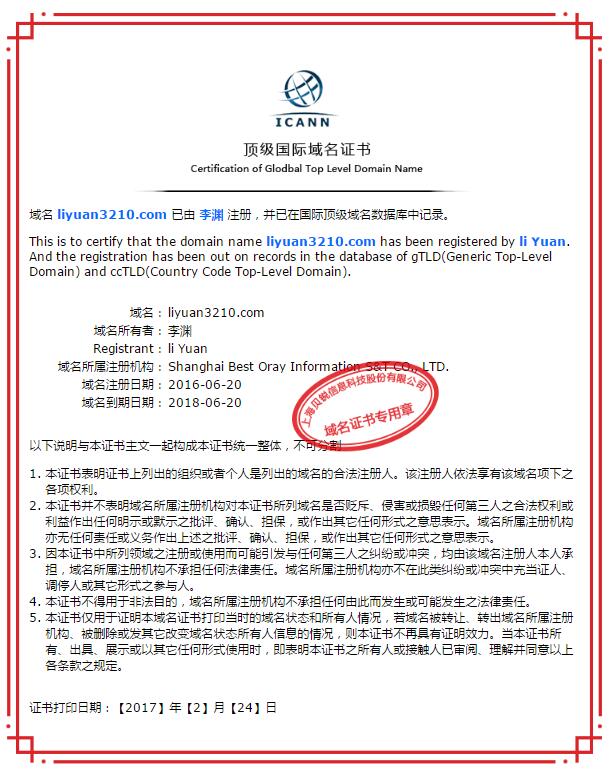 ICANN
顶级国际域名证书
Certification of Glodbal Top Level Domain Name
域名 liyuan3210.com 已由 李渊 注册，并已在国际顶级域名数据库中记录。
This is to certify that the domain name liyuan3210.com has been registered by li Yuan.
And the registration has been out on records in the database of gTLD(Generic Top-Level
Domain) and ccTLD(Country Code Top-Level Domain).
域名： liyuan3210.com
域名所有者： 李渊
Registrant： li Yuan
域名所属注册机构： Shanghai Best Oray Information S&T CO., LTD.
域名注册日期： 2016-06-20
域名到期日期： 2018-06-20
上海贝锐信息科技股份有限公司
域名证书专用章
以下说明与本证书主文一起构成本证书统一整体，不可分割
1. 本证书表明证书上列出的组织或者个人是列出的域名的合法注册人。该注册人依法享有该域名项下之
各项权利。
2. 本证书并不表明域名所属注册机构对本证书所列域名是否贬斥、侵害或损毁任何第三人之合法权利或
利益作出任何明示或默示之批评、确认、担保，或作出其它任何形式之意思表示。域名所属注册机构
亦无任何责任或义务作出上述之批评、确认、担保，或作出其它任何形式之意思表示。
3. 因本证书中所列领域之注册或使用而可能引发与任何第三人之纠纷或冲突，均由该域名注册人本人承
担，域名所属注册机构不承担任何法律责任。域名所属注册机构亦不在此类纠纷或冲突中充当证人、
调停人或其它形式之参与人。
4. 本证书不得用于非法目的，域名所属注册机构不承担任何由此而发生或可能发生之法律责任。
5. 本证书仅用于证明本域名证书打印当时的域名状态和所有人情况，若域名被转让、转出域名所属注册
机构、被删除或发其它改变域名状态所有人信息的情况，则本证书不再具有证明效力。当本证书所
有、出具、展示或以其它任何形式使用时，即表明本证书之所有人或接触人已审阅、理解并同意以上
各条款之规定。
证书打印日期：【2017】年【2】月【24】日